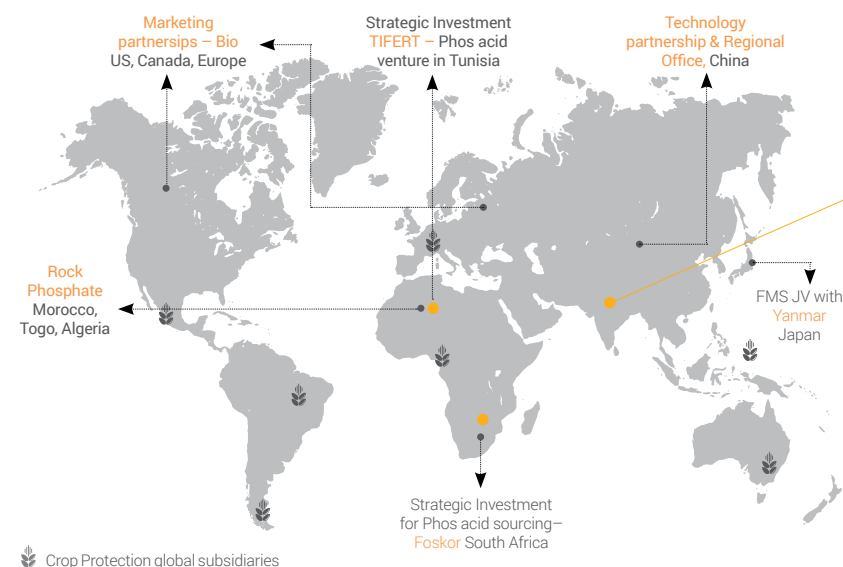 Marketing
partnersips – Bio
US, Canada, Europe
Strategic Investment
TIFERT – Phos acid
venture in Tunisia
Technology
partnership & Regional
Office, China
Rock
Phosphate
Morocco,
Togo, Algeria
FMS JV with
Yanmar
Japan
Strategic Investment
for Phos acid sourcing–
Foskor South Africa
Crop Protection global subsidiaries